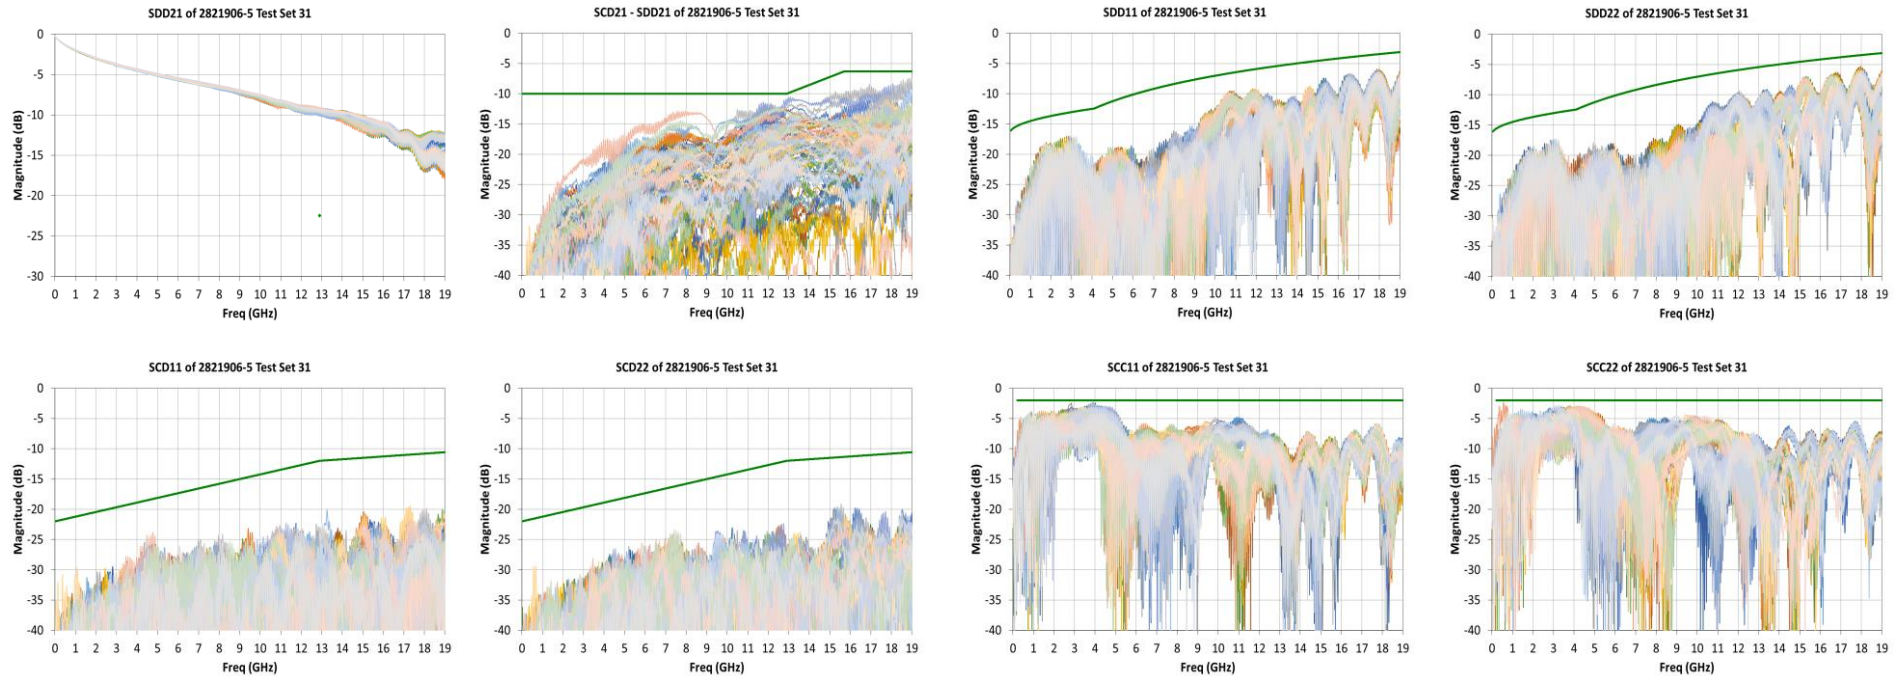 SDD21 of 2821906-5 Test Set 31
Magnitude (dB)
0
-5
-10
-15
-20
-25
-30
0 1 2 3 4 5 6 7 8 9 10 11 12 13 14 15 16 17 18 19
Freq (GHz)
SCD21 - SDD21 of 2821906-5 Test Set 31
Magnitude (dB)
0
-5
-10
-15
-20
-25
-30
-35
-40
0 1 2 3 4 5 6 7 8 9 10 11 12 13 14 15 16 17 18 19
Freq (GHz)
SDD11 of 2821906-5 Test Set 31
Magnitude (dB)
0
-5
-10
-15
-20
-25
-30
-35
-40
0 1 2 3 4 5 6 7 8 9 10 11 12 13 14 15 16 17 18 19
Freq (GHz)
SDD22 of 2821906-5 Test Set 31
Magnitude (dB)
0
-5
-10
-15
-20
-25
-30
-35
-40
0 1 2 3 4 5 6 7 8 9 10 11 12 13 14 15 16 17 18 19
Freq (GHz)
SCD11 of 2821906-5 Test Set 31
Magnitude (dB)
0
-5
-10
-15
-20
-25
-30
-35
-40
0 1 2 3 4 5 6 7 8 9 10 11 12 13 14 15 16 17 18 19
Freq (GHz)
SCD22 of 2821906-5 Test Set 31
Magnitude (dB)
0
-5
-10
-15
-20
-25
-30
-35
-40
0 1 2 3 4 5 6 7 8 9 10 11 12 13 14 15 16 17 18 19
Freq (GHz)
SCC11 of 2821906-5 Test Set 31
Magnitude (dB)
0
-5
-10
-15
-20
-25
-30
-35
-40
0 1 2 3 4 5 6 7 8 9 10 11 12 13 14 15 16 17 18 19
Freq (GHz)
SCC22 of 2821906-5 Test Set 31
Magnitude (dB)
0
-5
-10
-15
-20
-25
-30
-35
-40
0 1 2 3 4 5 6 7 8 9 10 11 12 13 14 15 16 17 18 19
Freq (GHz)